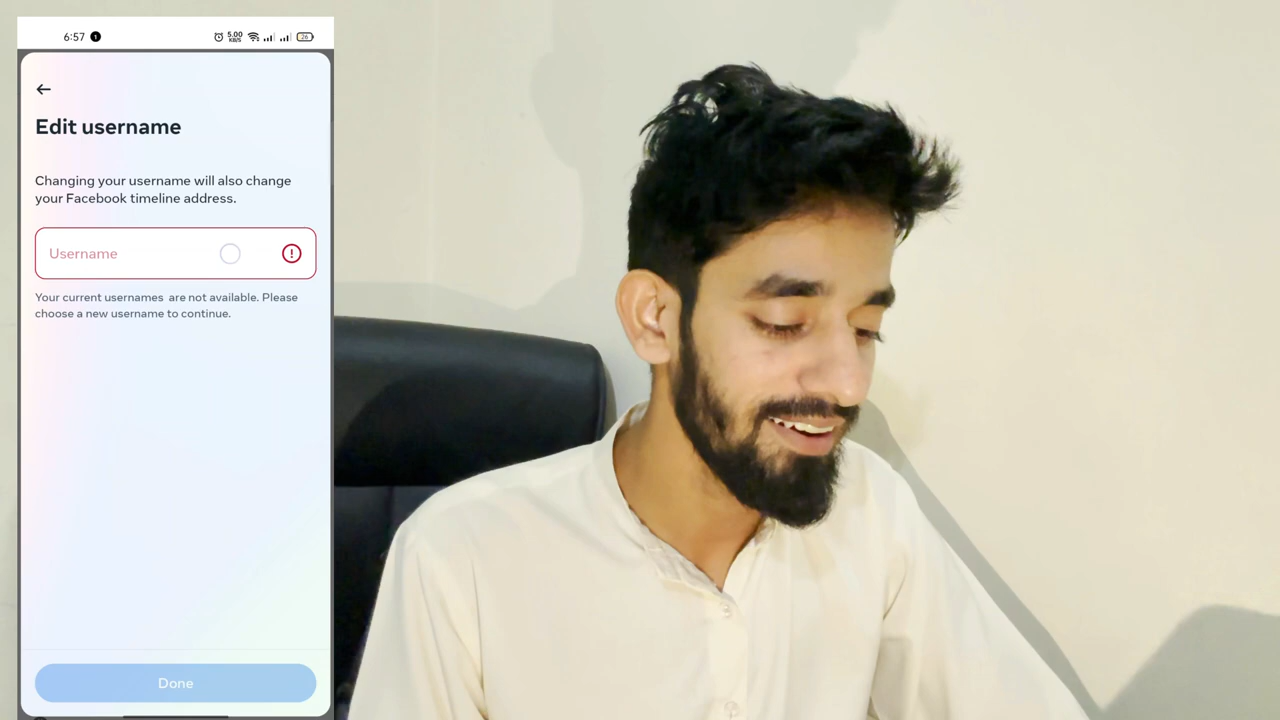 6:57
5.00
KB/S
26
Edit username
Changing your username will also change
your Facebook timeline address.
Username
Your current usernames are not available. Please
choose a new username to continue.
Done